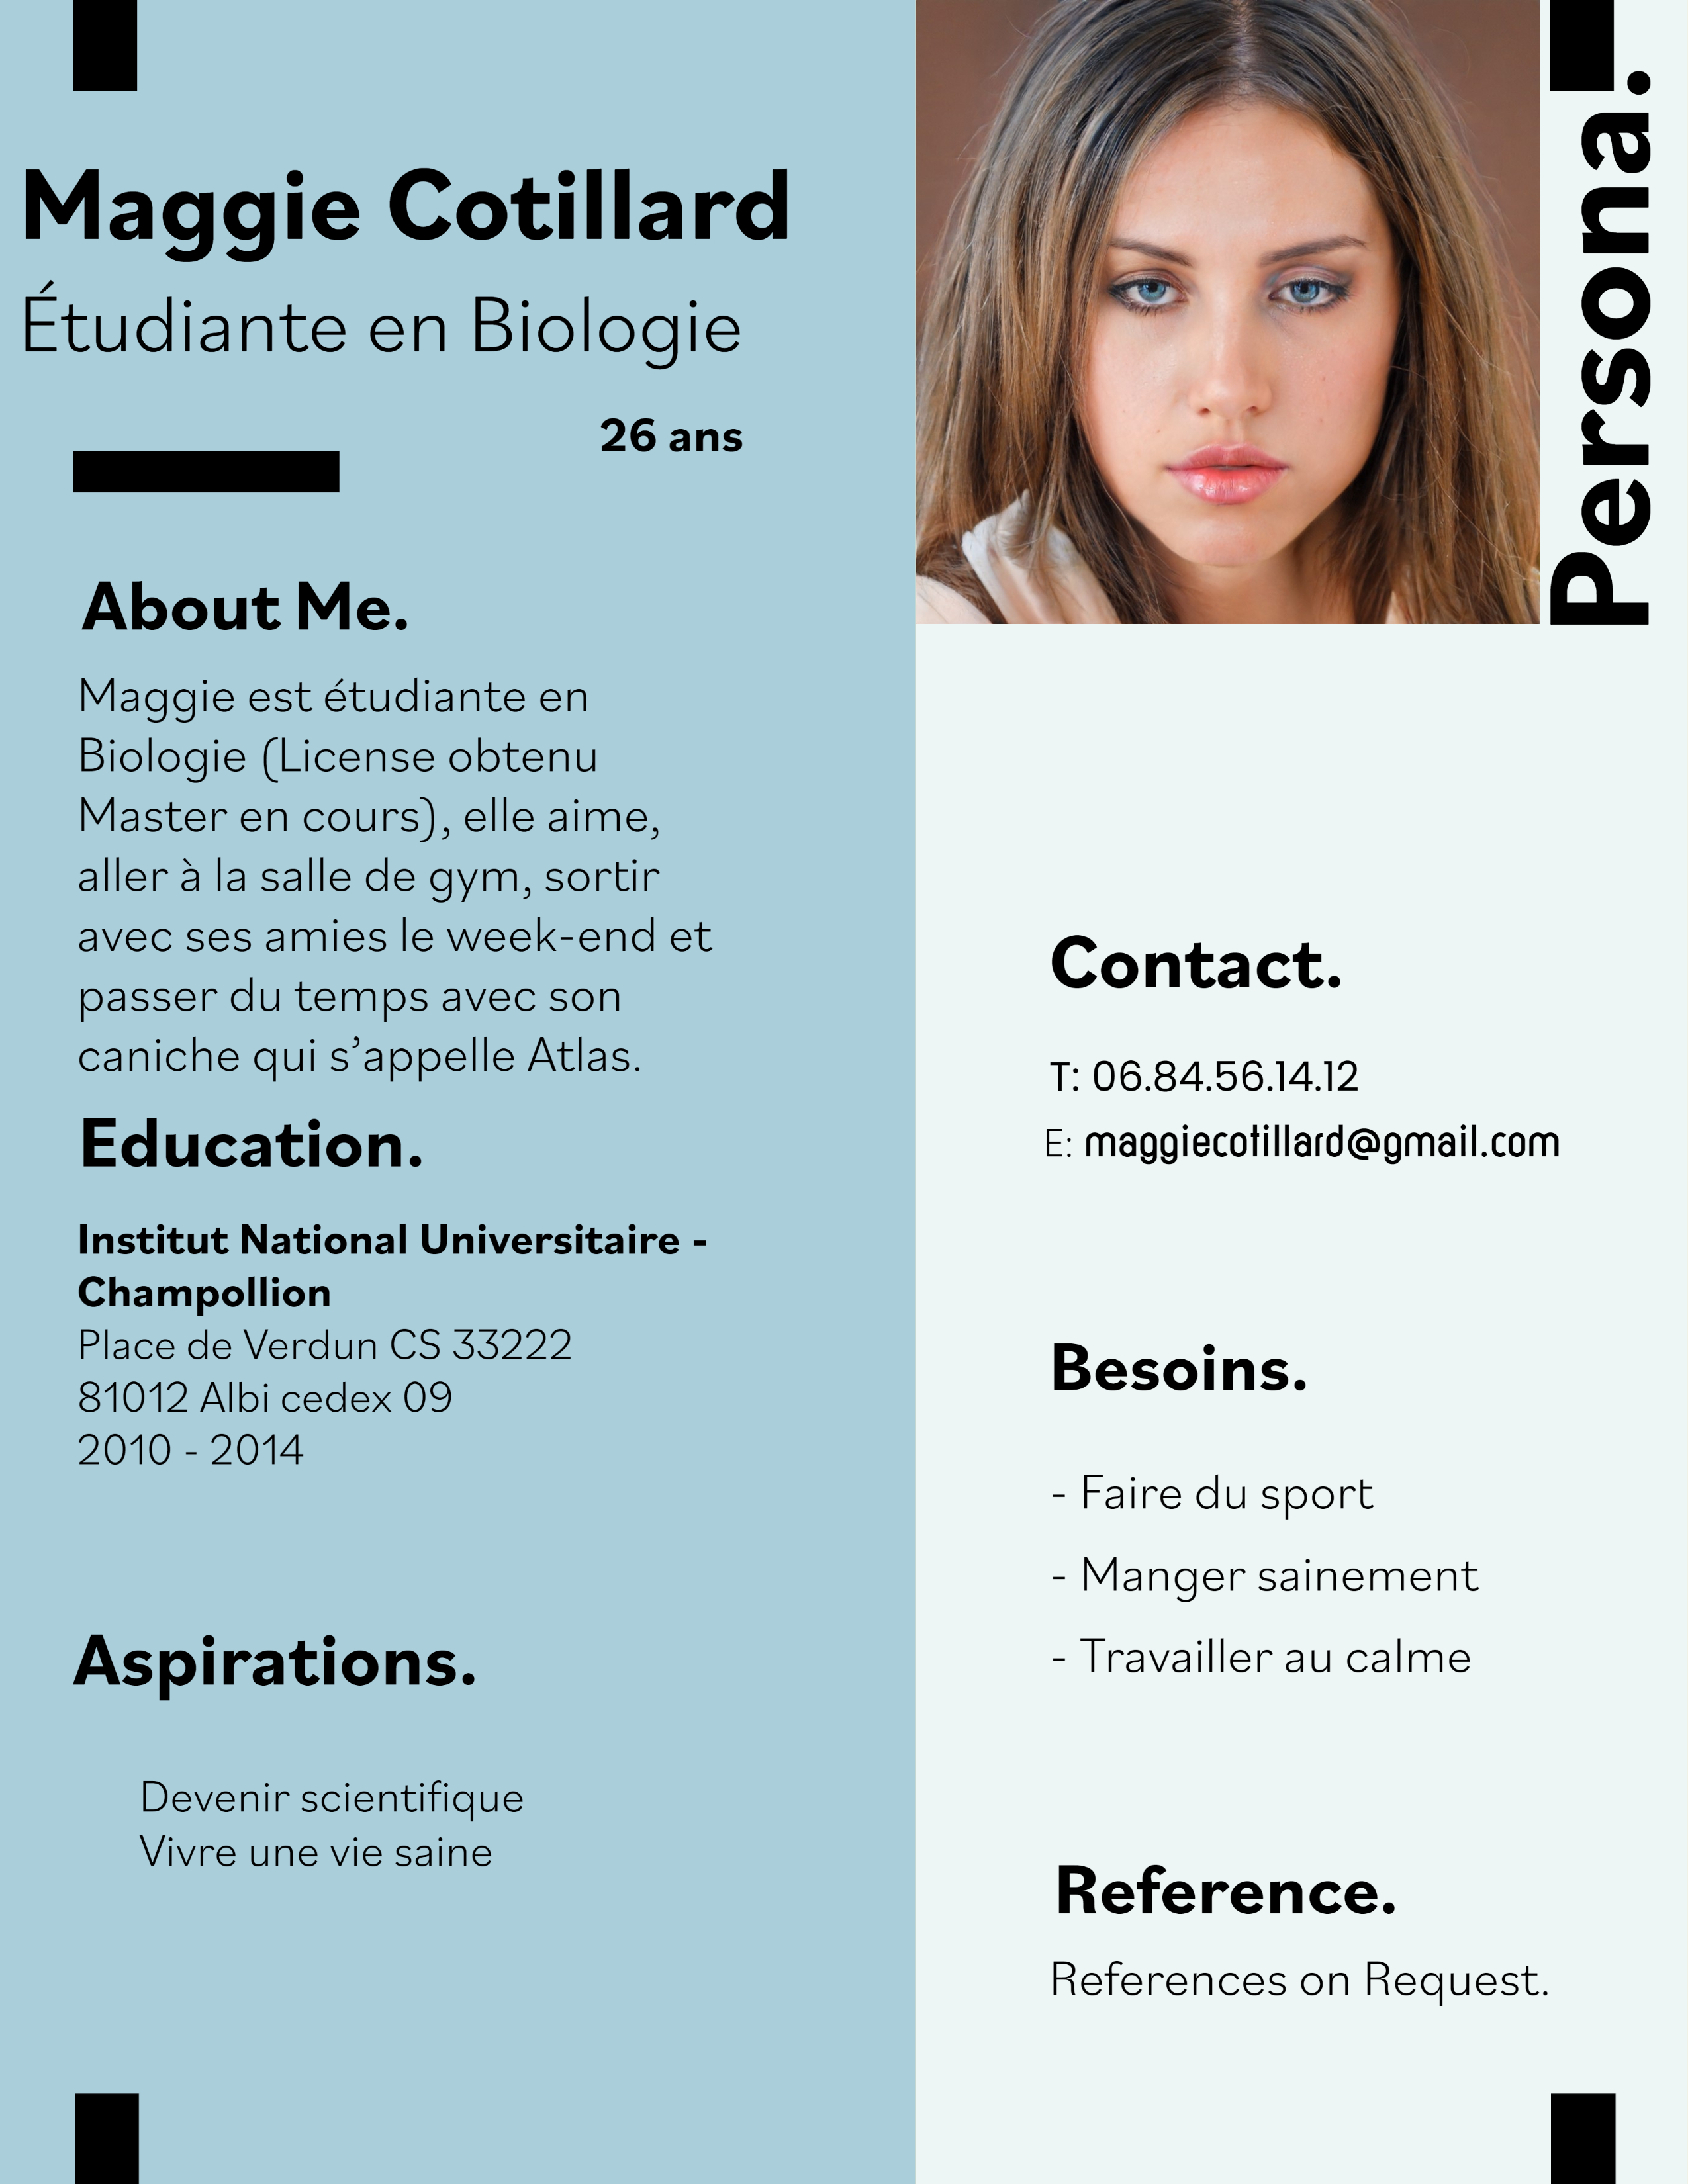 Maggie Cotillard
Étudiante en Biologie
26 ans
Persona.
About Me.
Maggie est étudiante en
Biologie (License obtenu
Master en cours), elle aime,
aller à la salle de gym, sortir
avec ses amies le week-end et
passer du temps avec son
caniche qui s’appelle Atlas.
Education.
Institut National Universitaire -
Champollion
Place de Verdun CS 33222
81012 Albi cedex 09
2010 - 2014
Aspirations.
Devenir scientifique
Vivre une vie saine
Contact.
T: 06.84.56.14.12
E: maggiecotillard@gmail.com
Besoins.
- Faire du sport
- Manger sainement
- Travailler au calme
Reference.
References on Request.